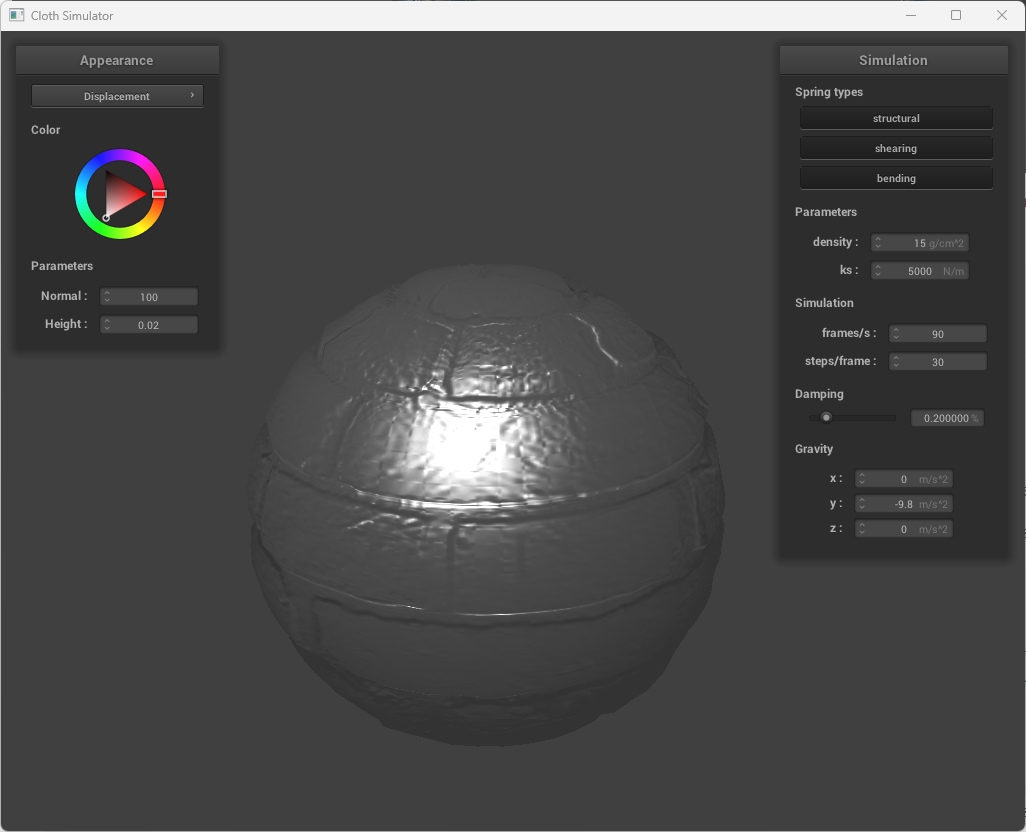 Cloth Simulator
Appearance
Displacement
Color
Parameters
Normal : 100
Height : 0.02
Simulation
Spring types
structural
shearing
bending
Parameters
density : 15 g/cm^2
ks : 5000 N/m
Simulation
frames/s : 90
steps/frame : 30
Damping
0.200000 %
Gravity
x : 0 m/s^2
y : -9.8 m/s^2
z : 0 m/s^2